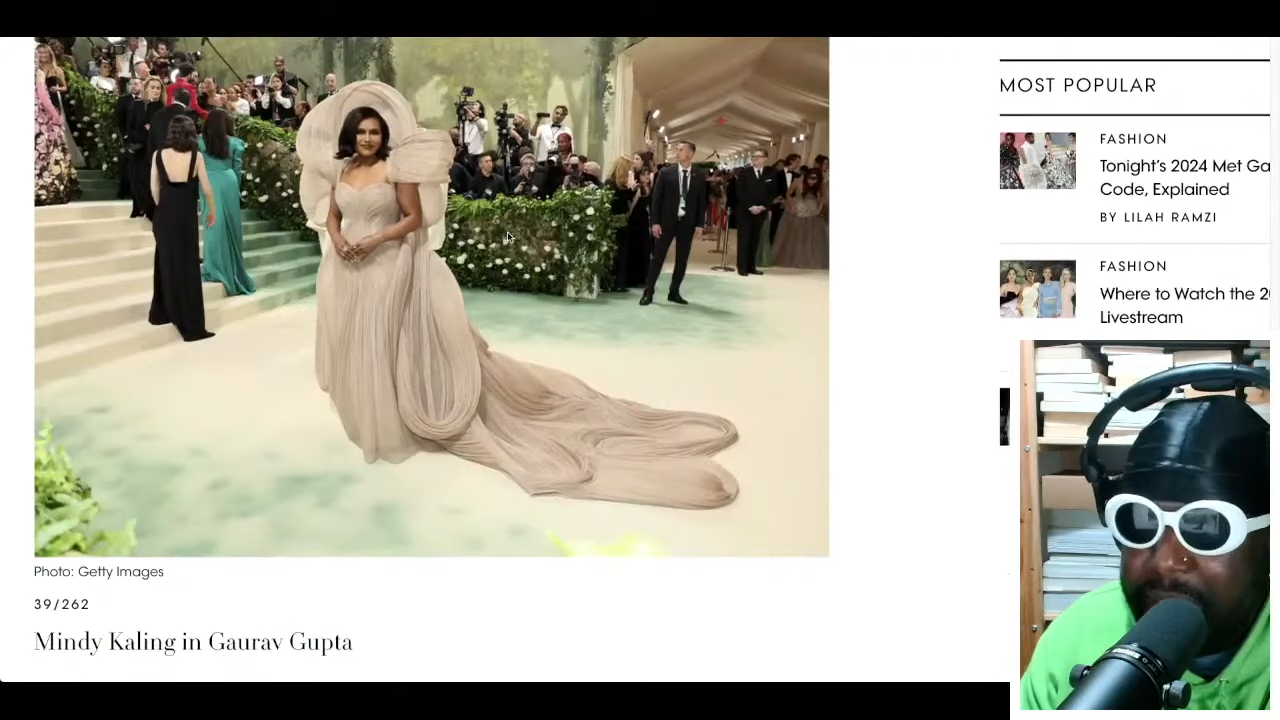 MOST POPULAR
FASHION
Tonight's 2024 Met Ga
Code, Explained
BY LILAH RAMZI
FASHION
Where to Watch the 2
Livestream
Photo: Getty Images
39/262
Mindy Kaling in Gaurav Gupta